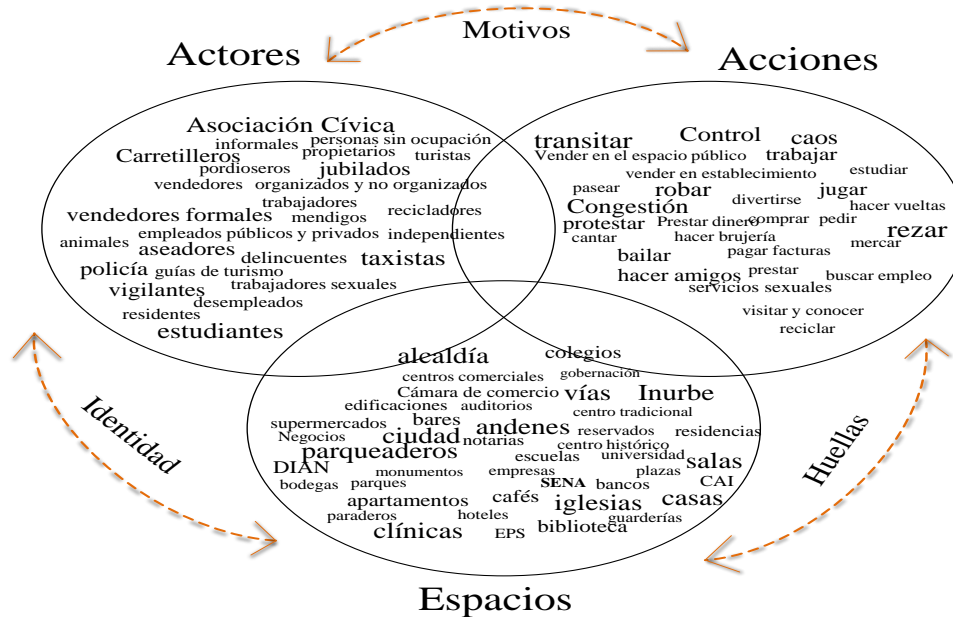 Motivos
Actores
Acciones
Asociación Cívica
informales personas sin ocupación
Carretilleros propietarios turistas
pordioseros jubilados
vendedores organizados y no organizados
trabajadores
vendedores formales mendigos recicladores
empleados públicos y privados independientes
animales aseadores
delincuentes taxistas
policía guías de turismo
vigilantes trabajadores sexuales
desempleados
residentes
estudiantes
transitar Control caos
Vender en el espacio público trabajar
vender en establecimiento estudiar
pasear robar divertirse jugar
Congestión hacer vueltas
protestar Prestar dinero comprar pedir rezar
cantar hacer brujería mercar
bailar pagar facturas
hacer amigos prestar buscar empleo
servicios sexuales
visitar y conocer
reciclar
Identidad
Huellas
alcaldía colegios
centros comerciales gobernación
Cámara de comercio vías Inurbe
edificaciones auditorios centro tradicional
supermercados bares andenes reservados residencias
Negocios ciudad notarias centro histórico
parqueaderos escuelas universidad salas
DIAN monumentos empresas plazas
bodegas parques SENA bancos CAI
apartamentos cafés iglesias casas
paraderos hoteles guarderías
clínicas EPS biblioteca
Espacios